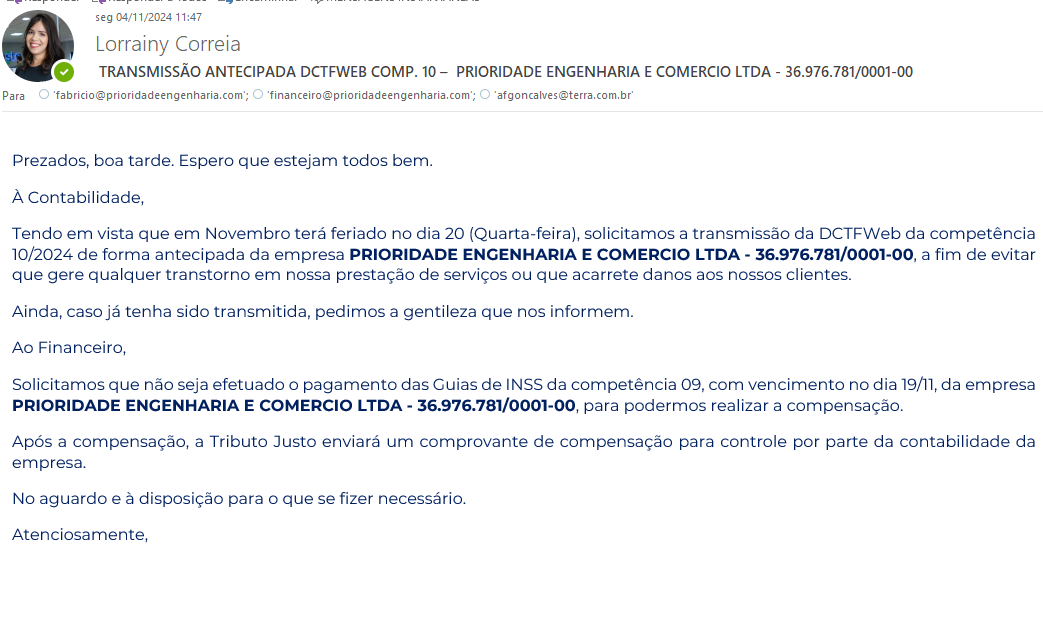 seg 04/11/2024 11:47
Lorrainy Correia
TRANSMISSÃO ANTECIPADA DCTFWEB COMP. 10 – PRIORIDADE ENGENHARIA E COMERCIO LTDA - 36.976.781/0001-00
Para 'fabricio@prioridadeengenharia.com'; 'financeiro@prioridadeengenharia.com'; 'afgoncalves@terra.com.br'
Prezados, boa tarde. Espero que estejam todos bem.
À Contabilidade,
Tendo em vista que em Novembro terá feriado no dia 20 (Quarta-feira), solicitamos a transmissão da DCTFWeb da competência
10/2024 de forma antecipada da empresa PRIORIDADE ENGENHARIA E COMERCIO LTDA - 36.976.781/0001-00, a fim de evitar
que gere qualquer transtorno em nossa prestação de serviços ou que acarrete danos aos nossos clientes.
Ainda, caso já tenha sido transmitida, pedimos a gentileza que nos informem.
Ao Financeiro,
Solicitamos que não seja efetuado o pagamento das Guias de INSS da competência 09, com vencimento no dia 19/11, da empresa
PRIORIDADE ENGENHARIA E COMERCIO LTDA - 36.976.781/0001-00, para podermos realizar a compensação.
Após a compensação, a Tributo Justo enviará um comprovante de compensação para controle por parte da contabilidade da
empresa.
No aguardo e à disposição para o que se fizer necessário.
Atenciosamente,